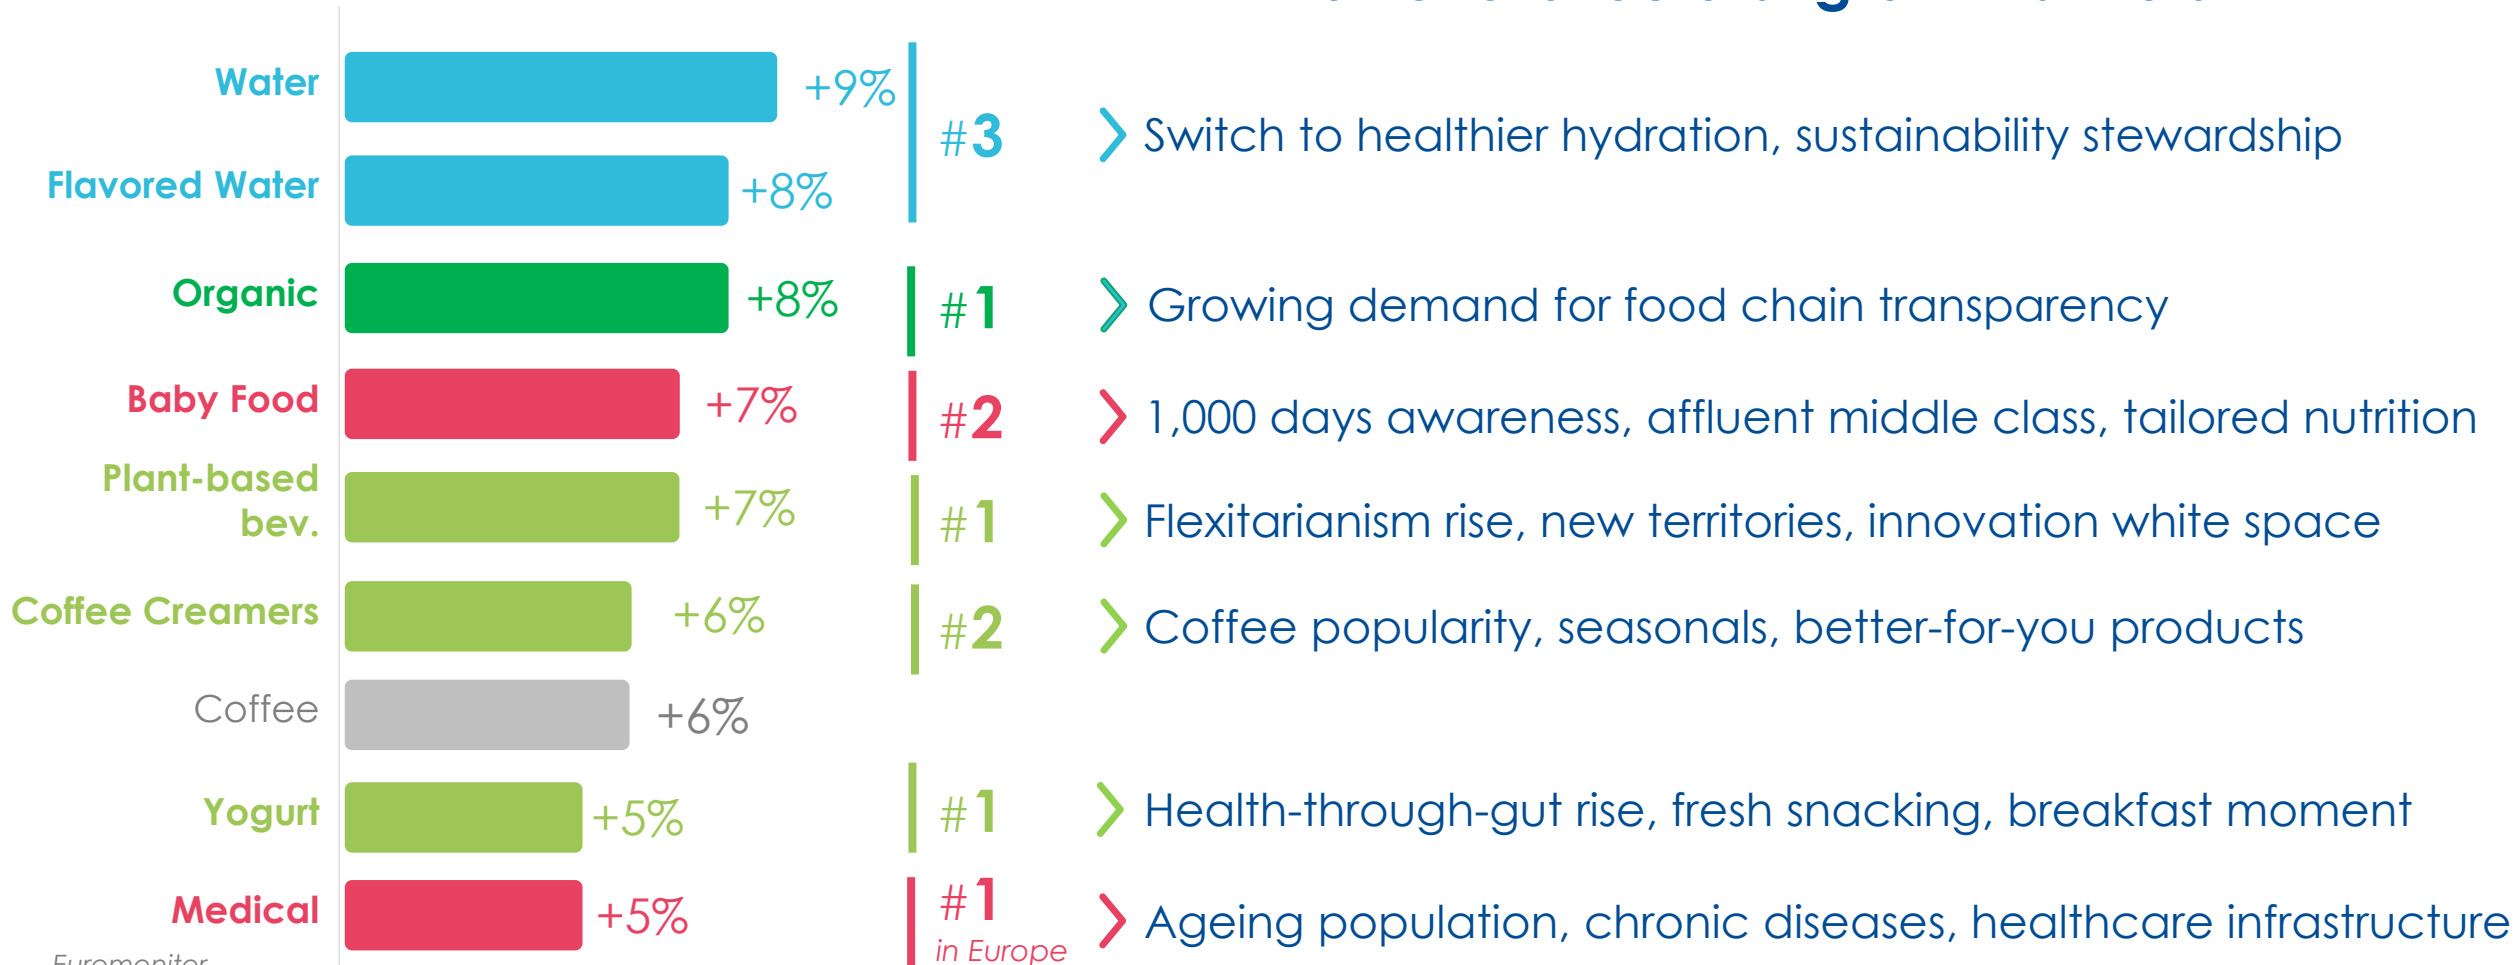 Water
+9%
Flavored Water
+8%
#3
Switch to healthier hydration, sustainability stewardship
Organic
+8%
#1
Growing demand for food chain transparency
Baby Food
+7%
#2
1,000 days awareness, affluent middle class, tailored nutrition
Plant-based
bev.
+7%
#1
Flexitarianism rise, new territories, innovation white space
Coffee Creamers
+6%
#2
Coffee popularity, seasonals, better-for-you products
Coffee
+6%
Yogurt
+5%
#1
Health-through-gut rise, fresh snacking, breakfast moment
Medical
+5%
#1
in Europe
Ageing population, chronic diseases, healthcare infrastructure
Euromonitor